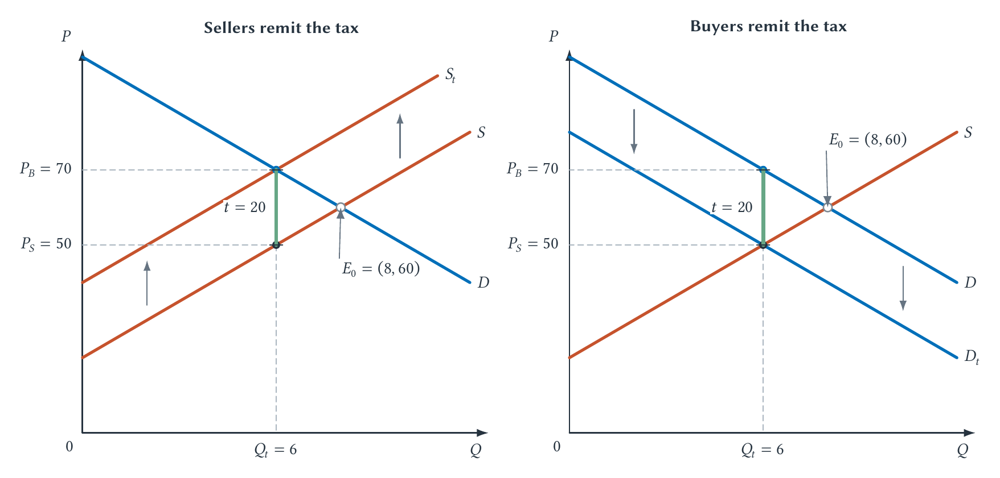 Sellers remit the tax
P
S_t
S
P_B = 70
t = 20
P_S = 50
E_0 = (8, 60)
D
0
Q_t = 6
Q
Buyers remit the tax
P
E_0 = (8, 60)
S
P_B = 70
t = 20
P_S = 50
D
D_t
0
Q_t = 6
Q